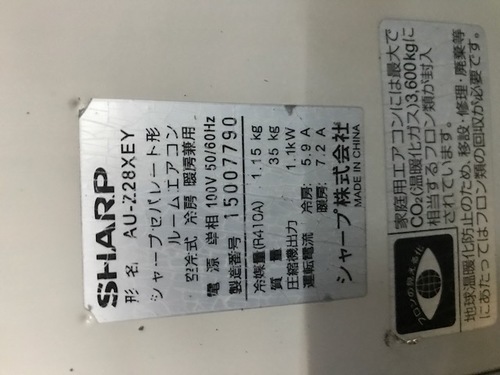 SHARP
形名 AU-Z28XEY
シャープセパレート形
ルームエアコン
空冷式 冷房 暖房兼用
電源 単相 100V 50/60Hz
製造番号 15007790
冷媒量(R410A) 1.15 kg
質量 35 kg
圧縮機出力 1.1kW
運転電流 冷房: 5.9 A
暖房: 7.2 A
シャープ株式会社
MADE IN CHINA
家庭用エアコンには最大で
CO2(温暖化ガス)3,600kgに
相当するフロン類が封入
されています。
地球温暖化防止のため、移設・修理・廃棄等
にあたってはフロン類の回収が必要です。
フロンの見える化